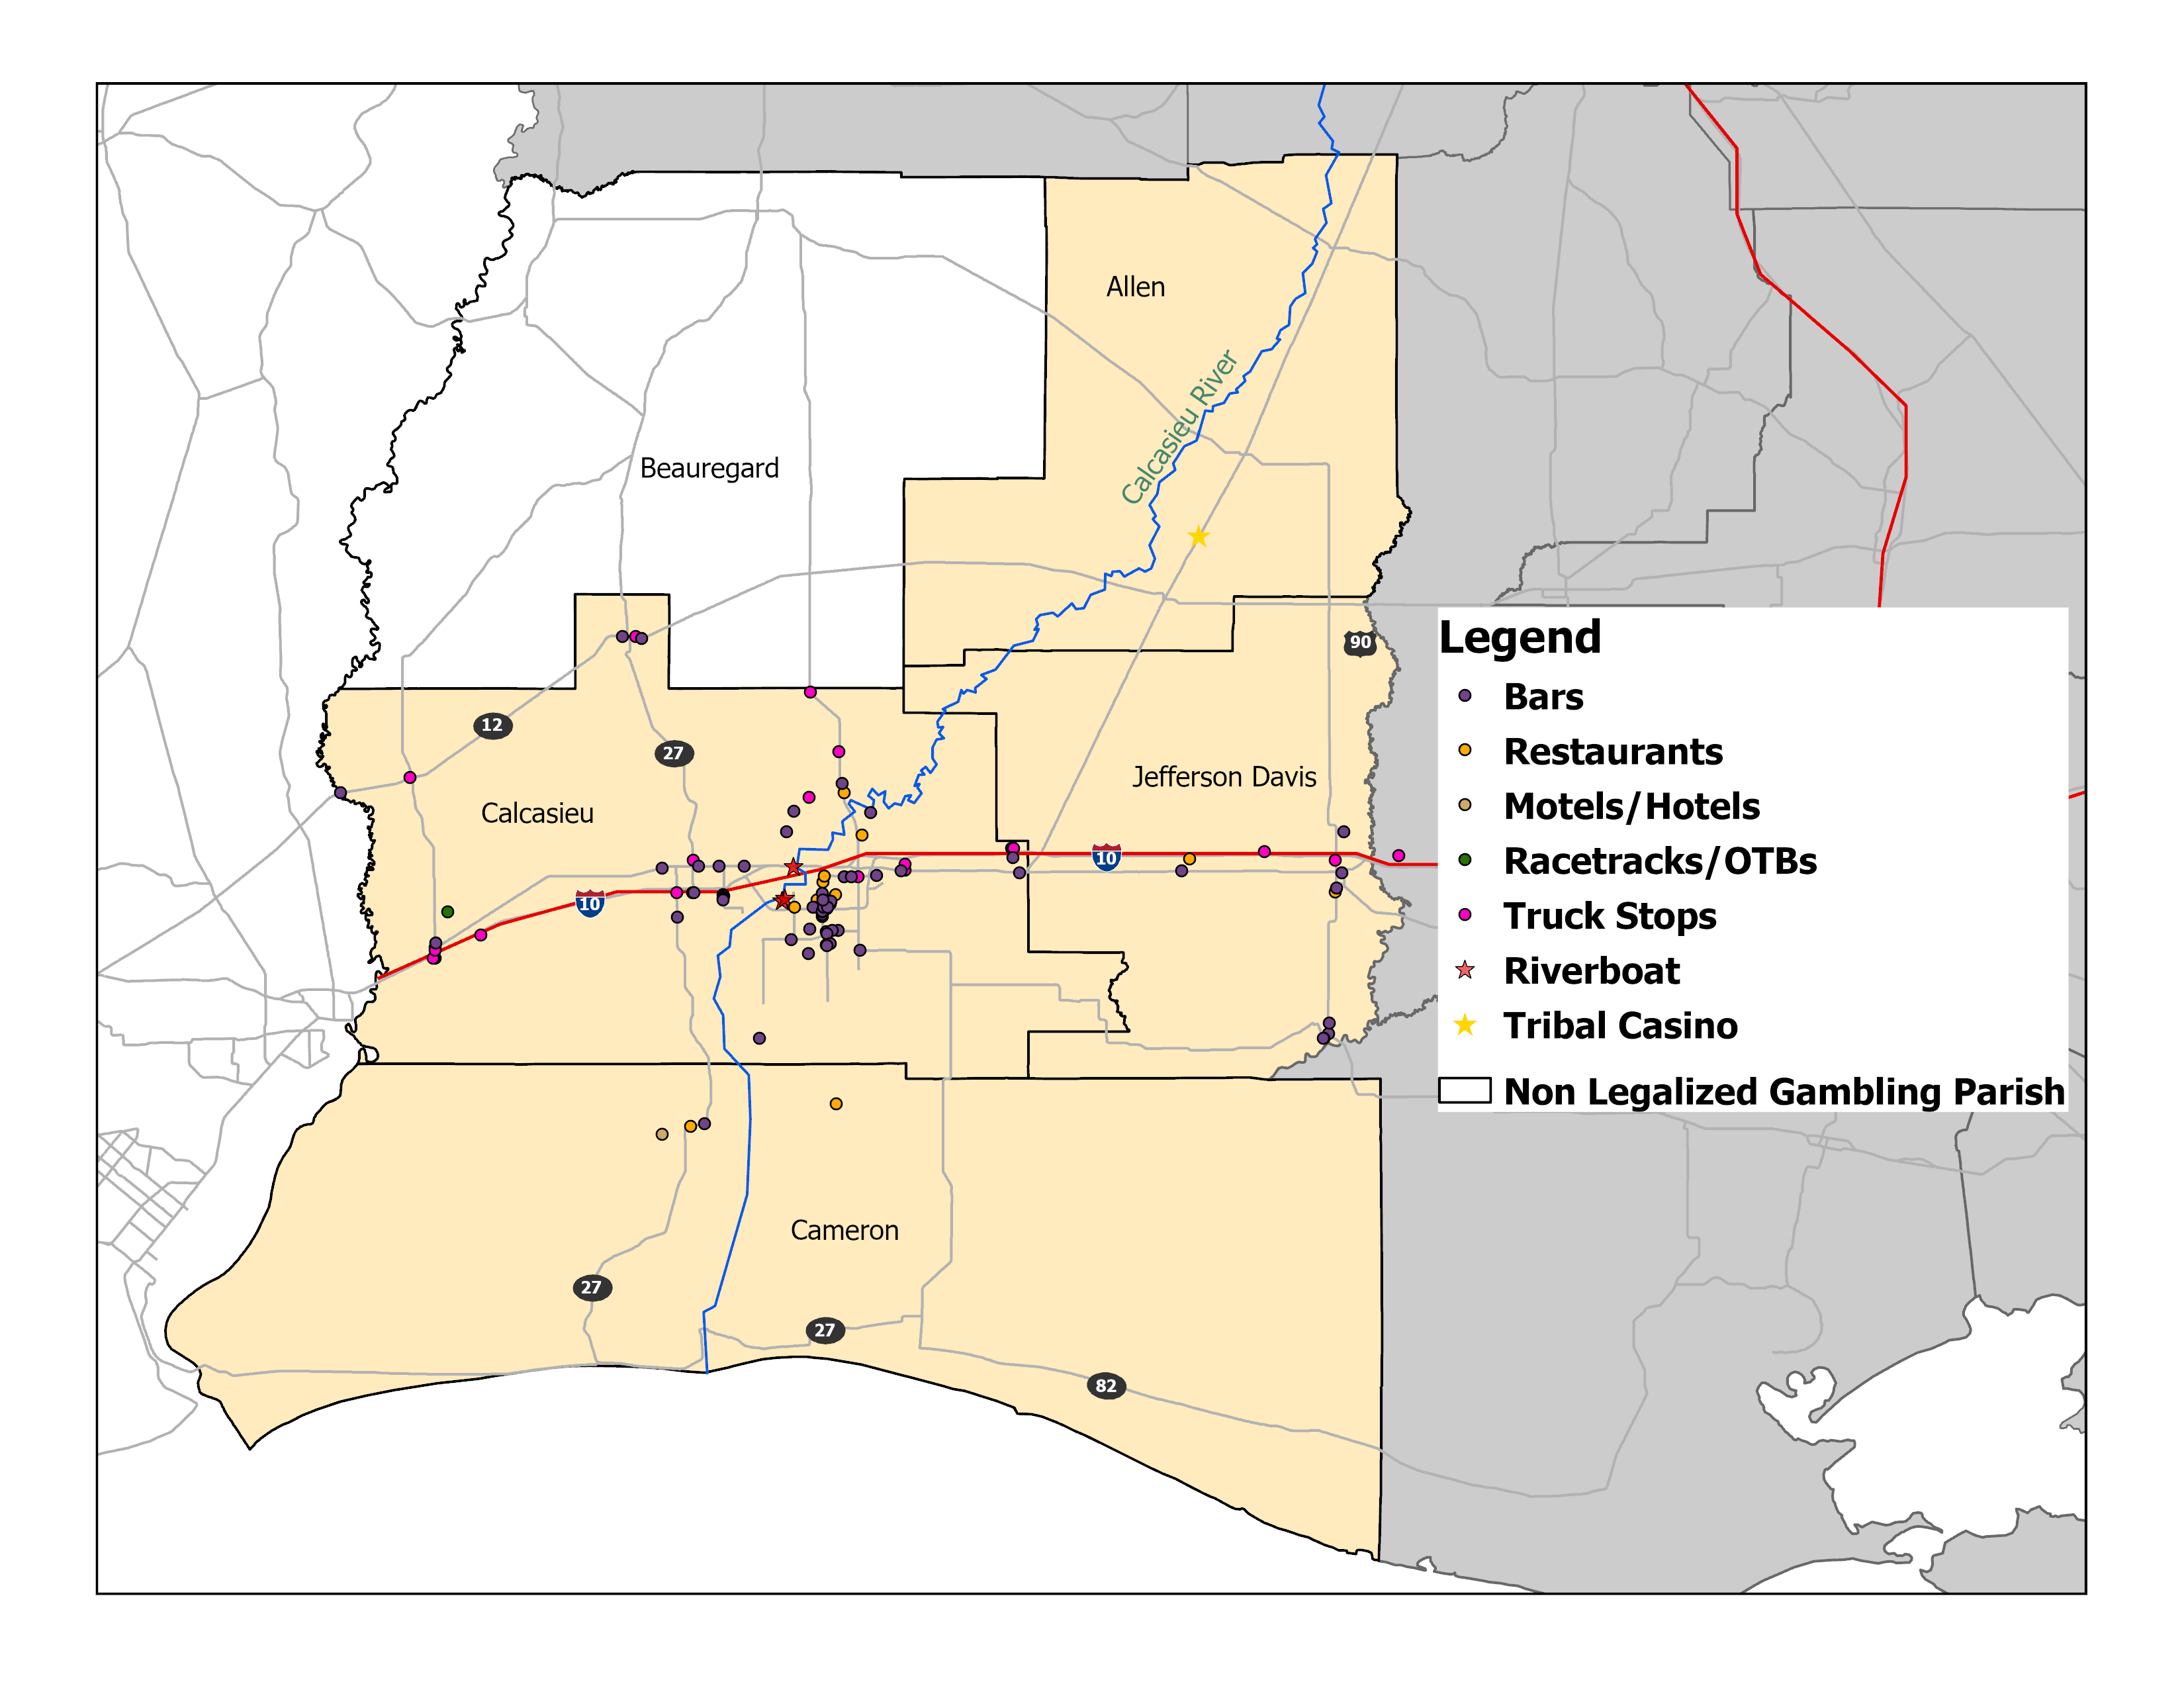 Allen
Calcasieu River
Beauregard
90
Legend
Bars
12
27
Restaurants
Jefferson Davis
Calcasieu
Motels/Hotels
10
Racetracks/OTBs
10
Truck Stops
Riverboat
Tribal Casino
Non Legalized Gambling Parish
Cameron
27
27
82